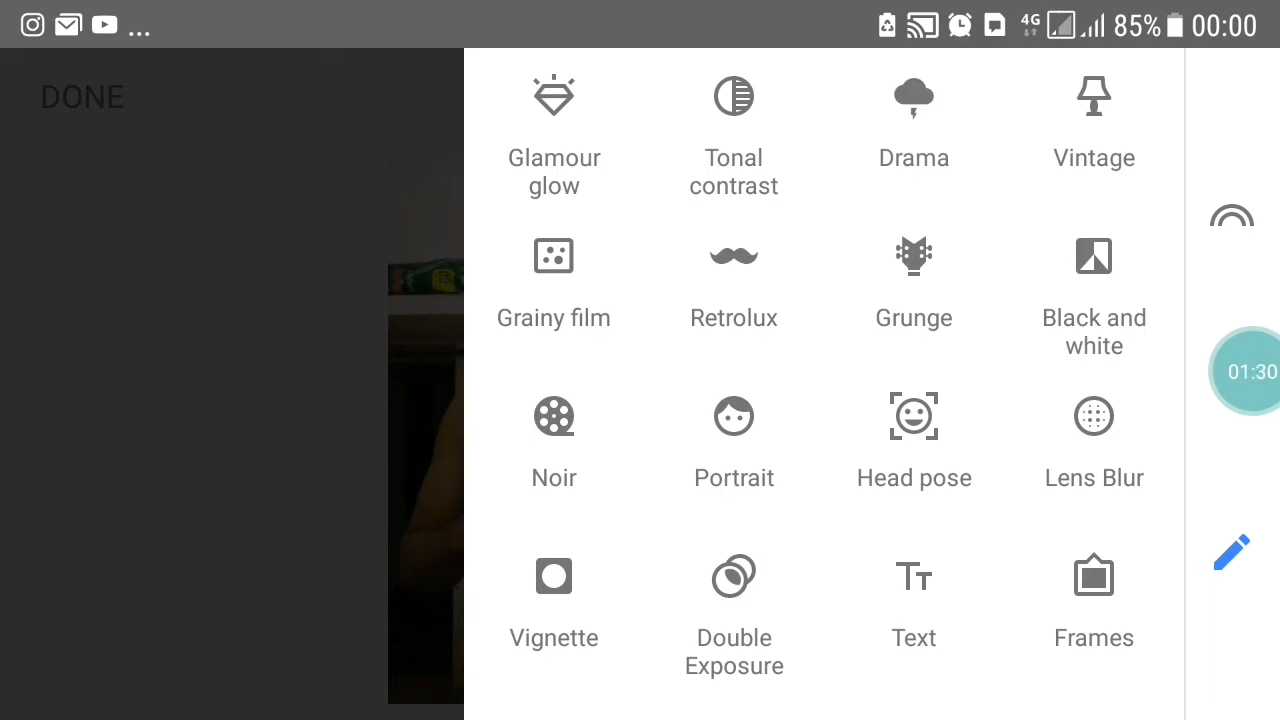 ... 4G 85% 00:00
DONE
Glamour glow
Tonal contrast
Drama
Vintage
Grainy film
Retrolux
Grunge
Black and white
01:30
Noir
Portrait
Head pose
Lens Blur
Vignette
Double Exposure
Text
Frames